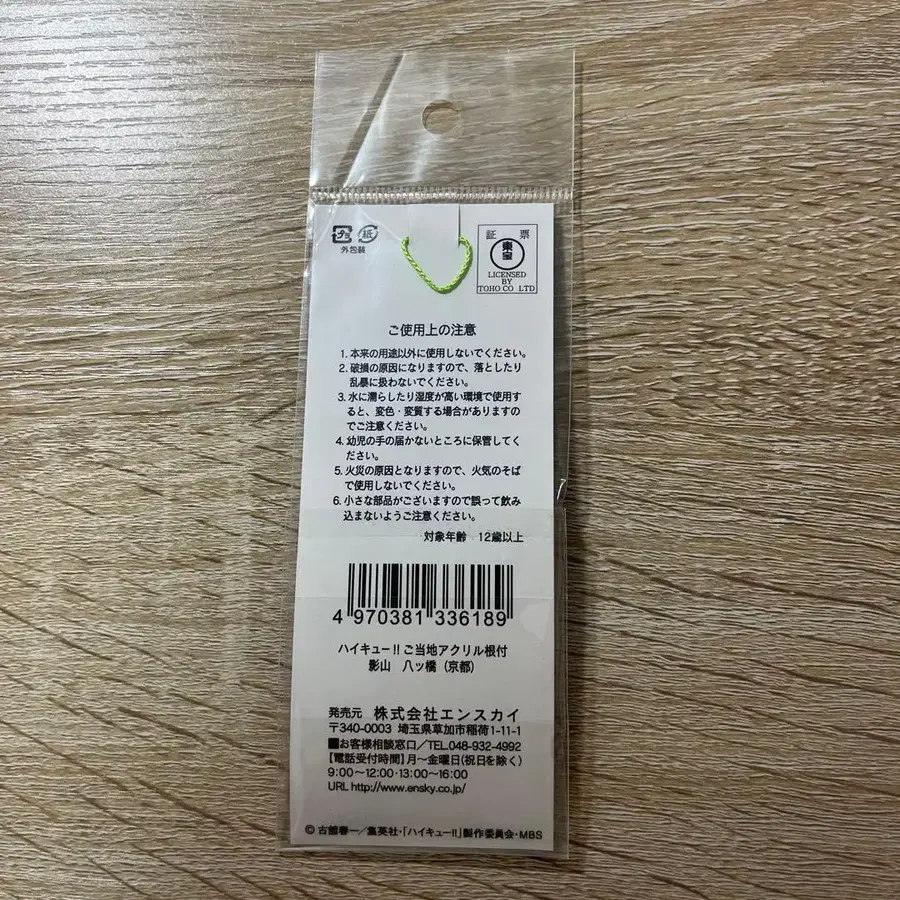 プラ 紙
外包装
証 票
東宝
LICENSED
BY
TOHO CO LTD
ご使用上の注意
1. 本来の用途以外に使用しないでください。
2. 破損の原因になりますので、落としたり
乱暴に扱わないでください。
3. 水に濡らしたり湿度が高い環境で使用す
ると、変色・変質する場合がありますの
でご注意ください。
4. 幼児の手の届かないところに保管してく
ださい。
5. 火災の原因となりますので、火気のそば
で使用しないでください。
6. 小さな部品がございますので誤って飲み
込まないようご注意ください。
対象年齢 12歳以上
4 970381 336189
ハイキュー!!ご当地アクリル根付
影山 八ッ橋（京都）
発売元 株式会社エンスカイ
〒340-0003 埼玉県草加市稲荷1-11-1
■お客様相談窓口／TEL.048-932-4992
【電話受付時間】月～金曜日(祝日を除く)
9:00～12:00・13:00～16:00
URL http://www.ensky.co.jp/
© 古舘春一／集英社・「ハイキュー!!」製作委員会・MBS